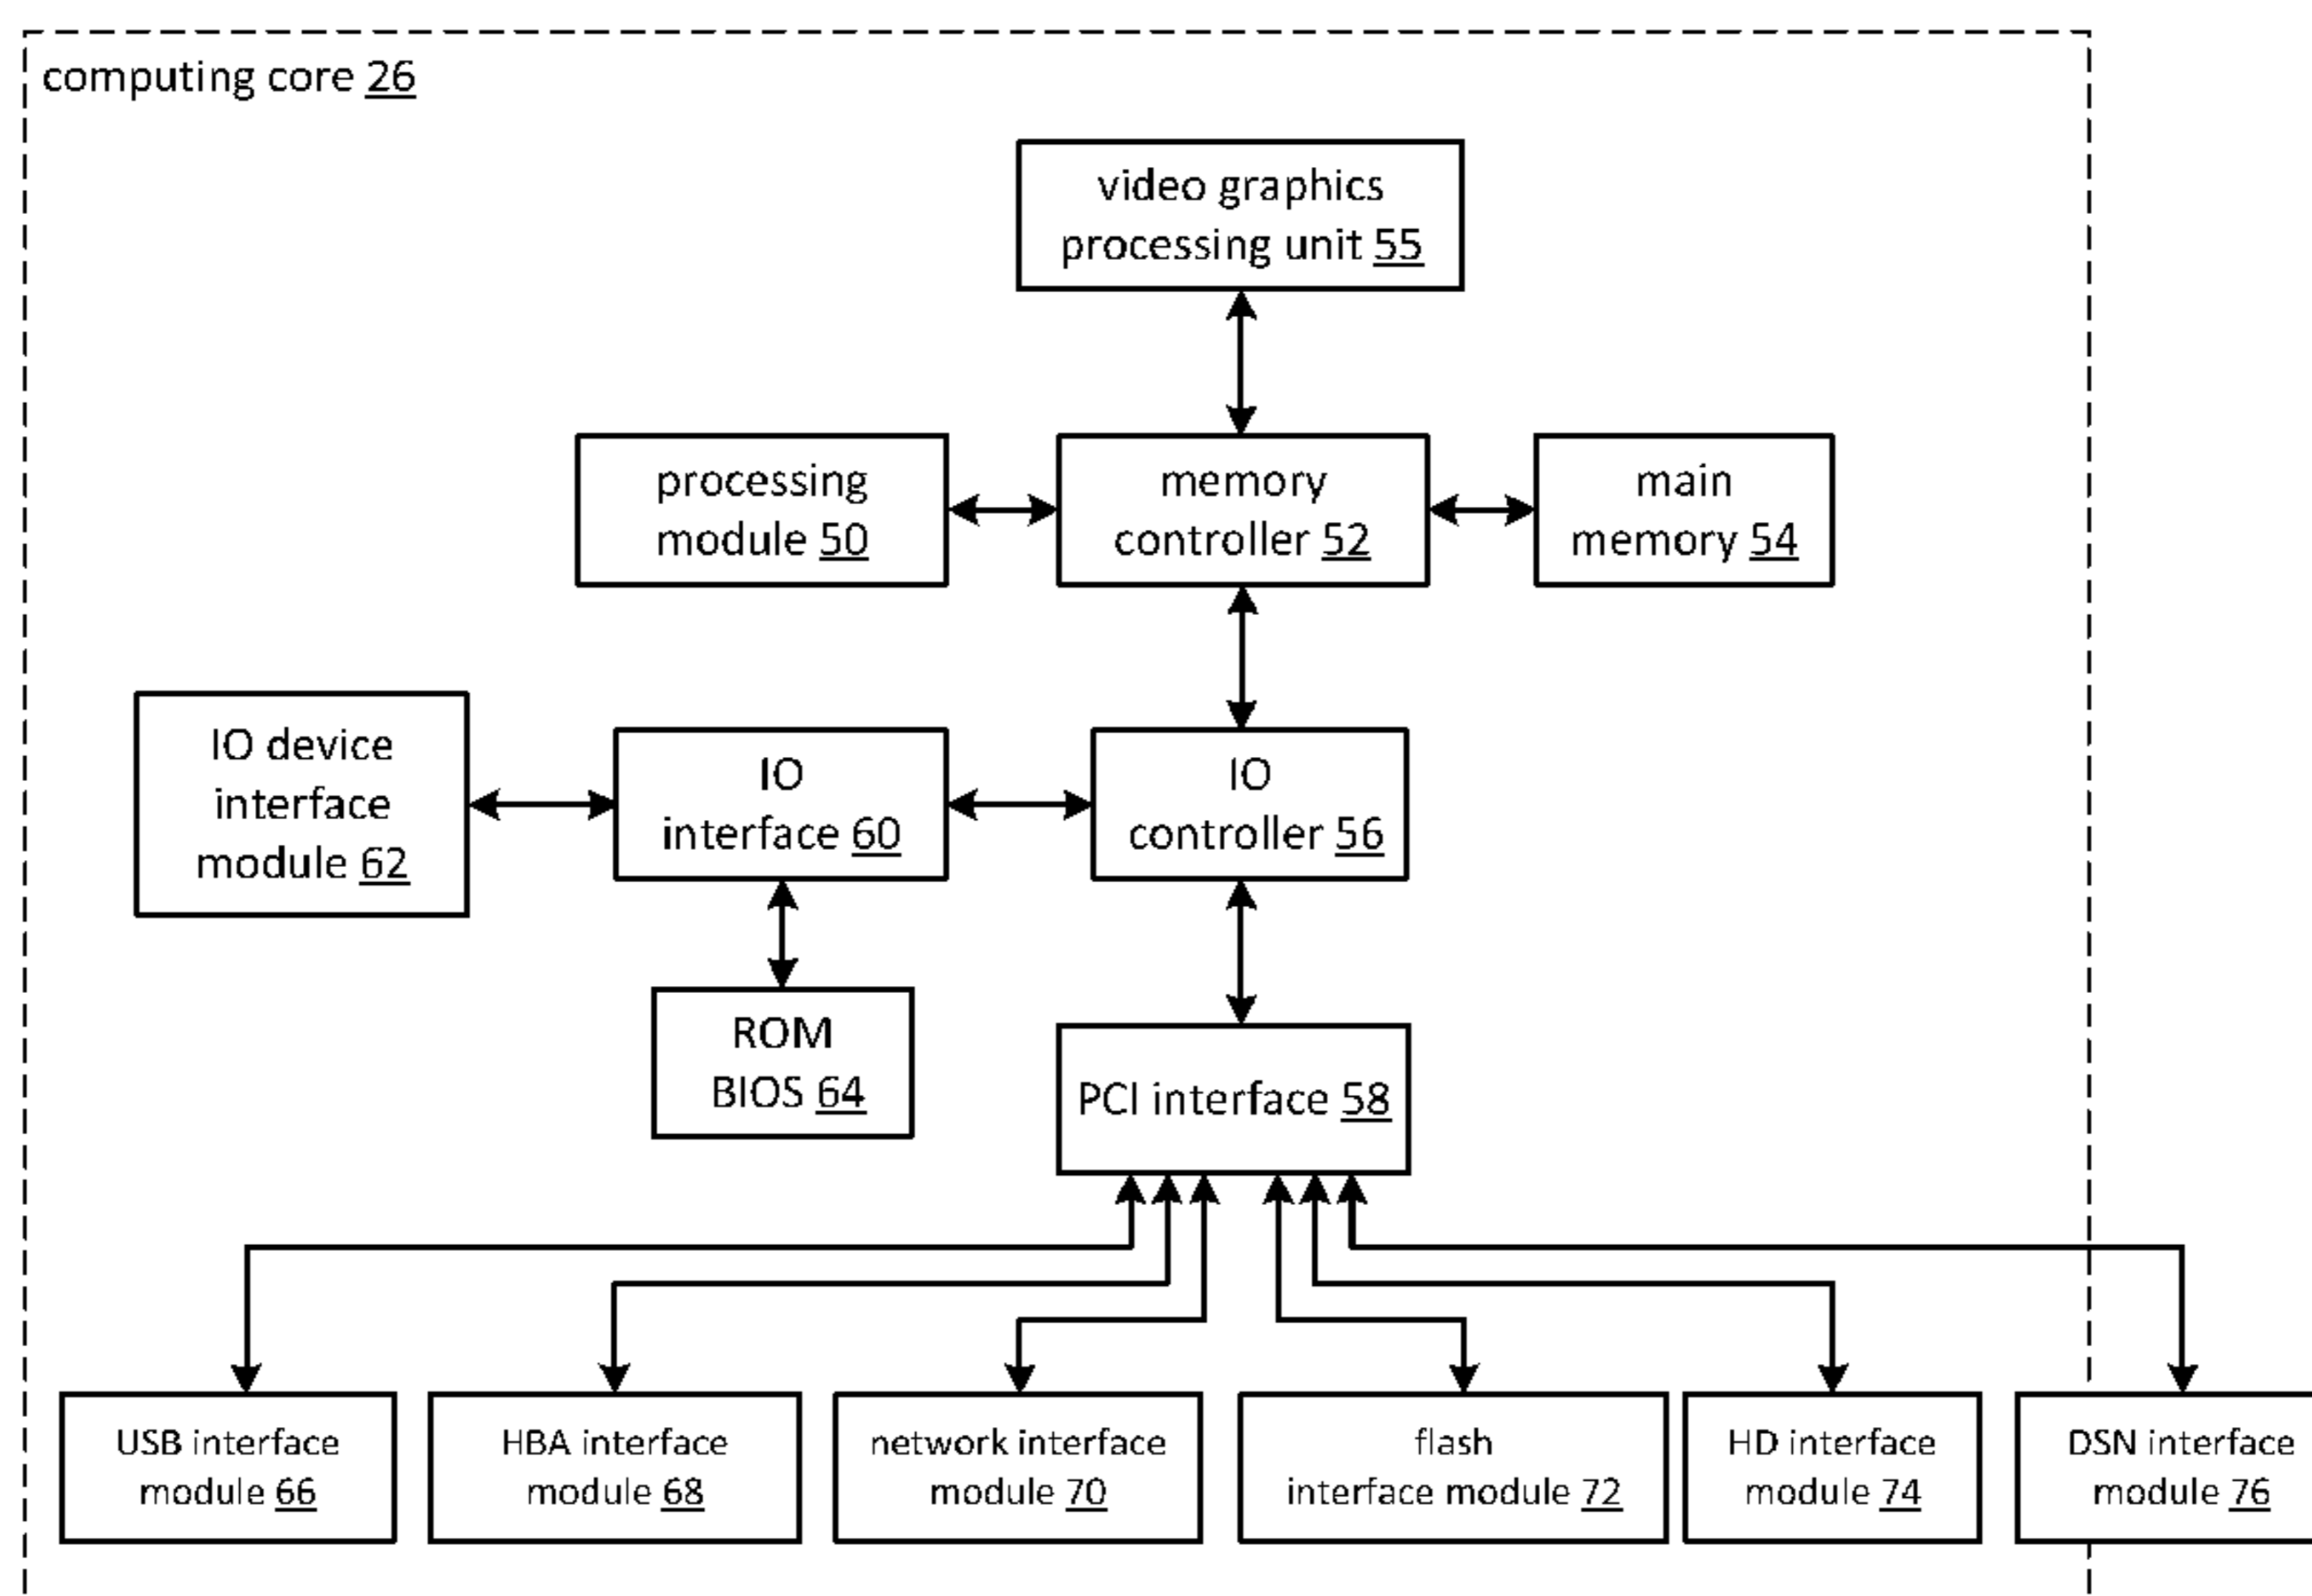 computing core 26
video graphics
processing unit 55
processing
module 50
memory
controller 52
main
memory 54
IO device
interface
module 62
IO
interface 60
IO
controller 56
ROM
BIOS 64
PCI interface 58
USB interface
module 66
HBA interface
module 68
network interface
module 70
flash
interface module 72
HD interface
module 74
DSN interface
module 76